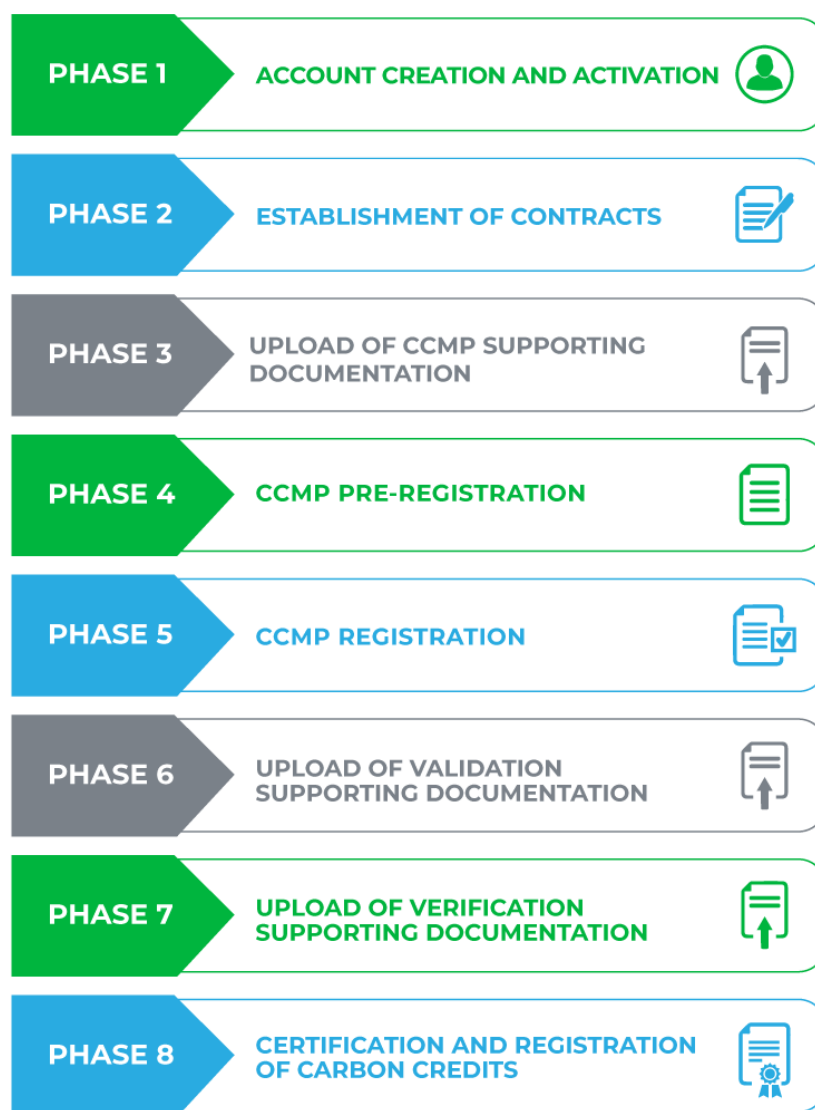 PHASE 1
ACCOUNT CREATION AND ACTIVATION
PHASE 2
ESTABLISHMENT OF CONTRACTS
PHASE 3
UPLOAD OF CCMP SUPPORTING
DOCUMENTATION
PHASE 4
CCMP PRE-REGISTRATION
PHASE 5
CCMP REGISTRATION
PHASE 6
UPLOAD OF VALIDATION
SUPPORTING DOCUMENTATION
PHASE 7
UPLOAD OF VERIFICATION
SUPPORTING DOCUMENTATION
PHASE 8
CERTIFICATION AND REGISTRATION
OF CARBON CREDITS